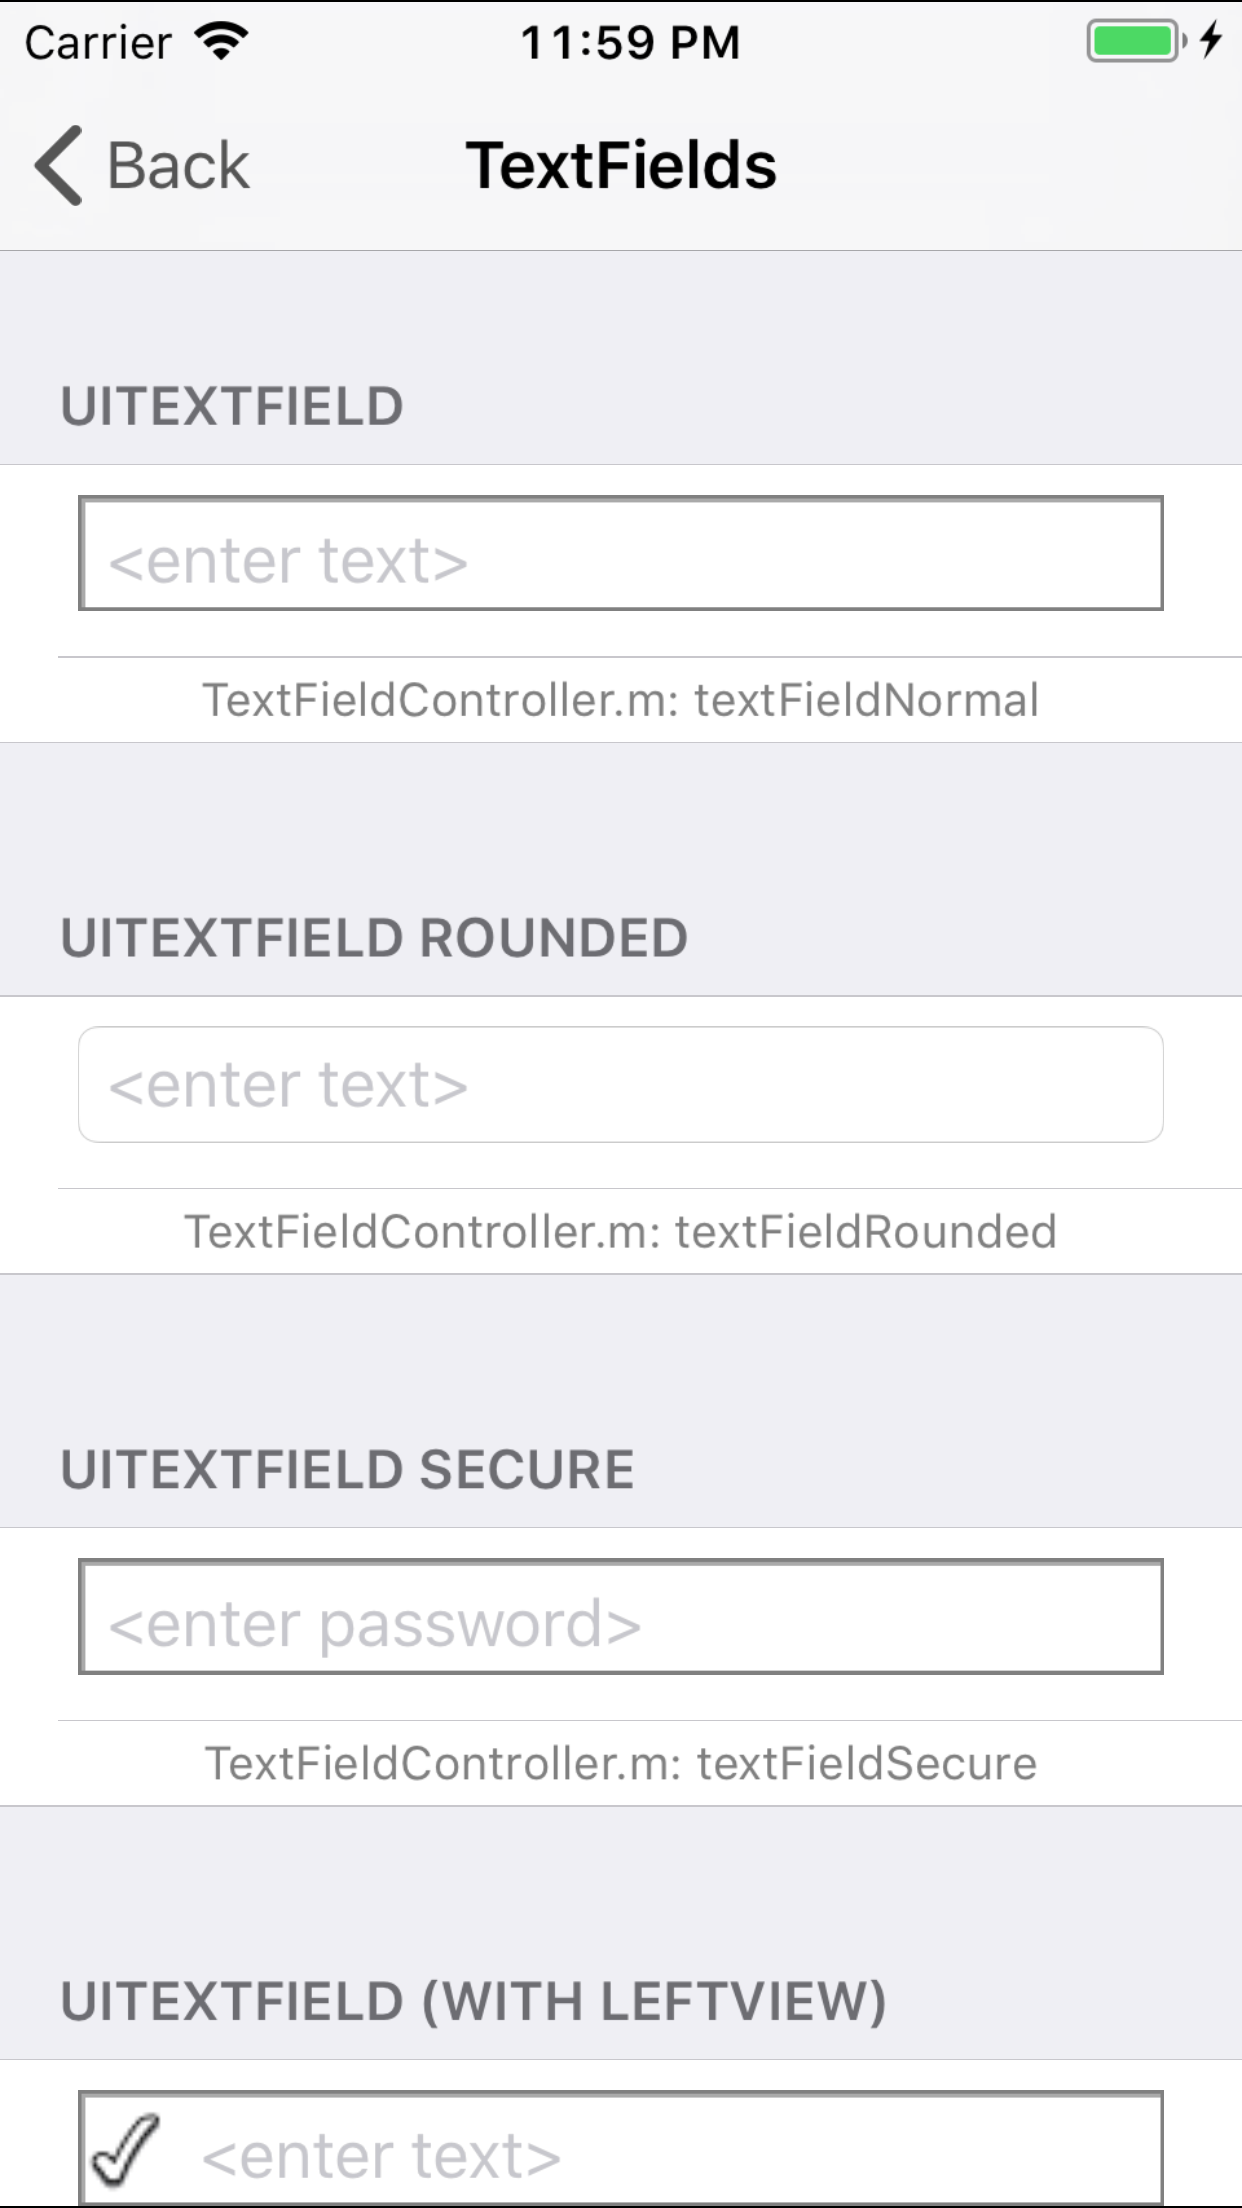 Carrier 11:59 PM
Back TextFields
UITEXTFIELD
<enter text>
TextFieldController.m: textFieldNormal
UITEXTFIELD ROUNDED
<enter text>
TextFieldController.m: textFieldRounded
UITEXTFIELD SECURE
<enter password>
TextFieldController.m: textFieldSecure
UITEXTFIELD (WITH LEFTVIEW)
<enter text>